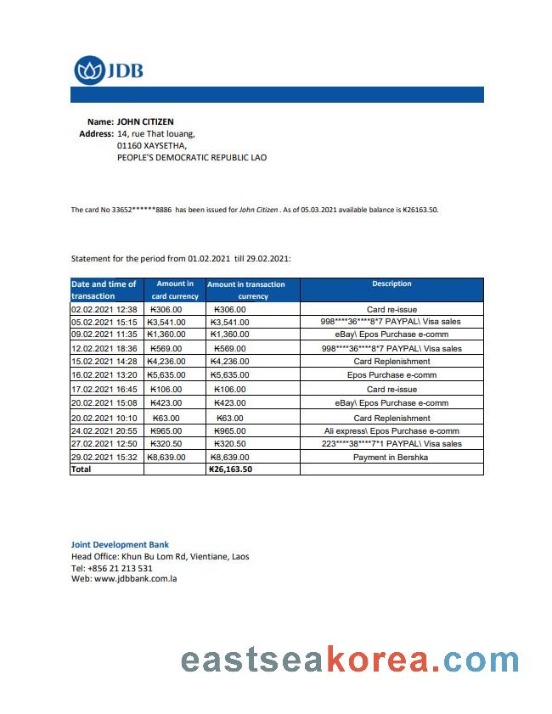 JDB
Name: JOHN CITIZEN
Address: 14, rue That louang,
01160 XAYSETHA,
PEOPLE'S DEMOCRATIC REPUBLIC LAO
The card No 33652******8886 has been issued for John Citizen. As of 05.03.2021 available balance is ₭26163.50.
Statement for the period from 01.02.2021 till 29.02.2021:
Date and time of transaction Amount in card currency Amount in transaction currency Description
02.02.2021 12:38 ₭306.00 ₭306.00 Card re-issue
05.02.2021 15:15 ₭3,541.00 ₭3,541.00 998****36****8*7 PAYPAL\ Visa sales
09.02.2021 11:35 ₭1,360.00 ₭1,360.00 eBay\ Epos Purchase e-comm
12.02.2021 18:36 ₭569.00 ₭569.00 998****36****8*7 PAYPAL\ Visa sales
15.02.2021 14:28 ₭4,236.00 ₭4,236.00 Card Replenishment
16.02.2021 13:20 ₭5,635.00 ₭5,635.00 Epos Purchase e-comm
17.02.2021 16:45 ₭106.00 ₭106.00 Card re-issue
20.02.2021 15:08 ₭423.00 ₭423.00 eBay\ Epos Purchase e-comm
20.02.2021 10:10 ₭63.00 ₭63.00 Card Replenishment
24.02.2021 20:55 ₭965.00 ₭965.00 Ali express\ Epos Purchase e-comm
27.02.2021 12:50 ₭320.50 ₭320.50 223****38****7*1 PAYPAL\ Visa sales
29.02.2021 15:32 ₭8,639.00 ₭8,639.00 Payment in Bershka
Total ₭26,163.50
Joint Development Bank
Head Office: Khun Bu Lom Rd, Vientiane, Laos
Tel: +856 21 213 531
Web: www.jdbbank.com.la
eastseakorea.com